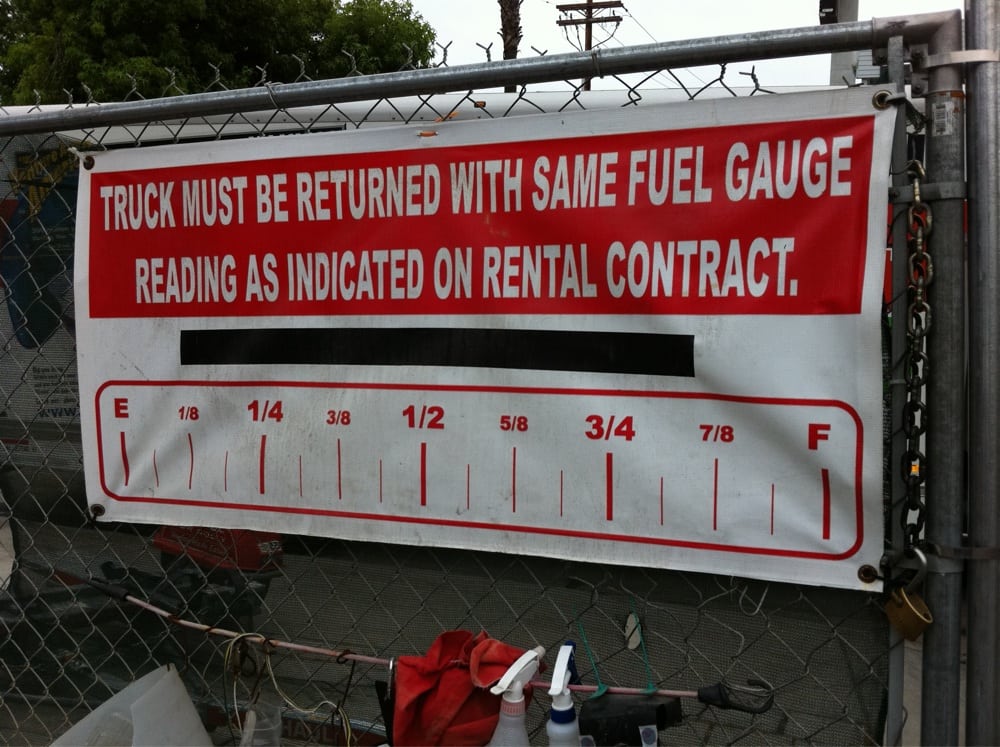 TRUCK MUST BE RETURNED WITH SAME FUEL GAUGE
READING AS INDICATED ON RENTAL CONTRACT.
E 1/8 1/4 3/8 1/2 5/8 3/4 7/8 F